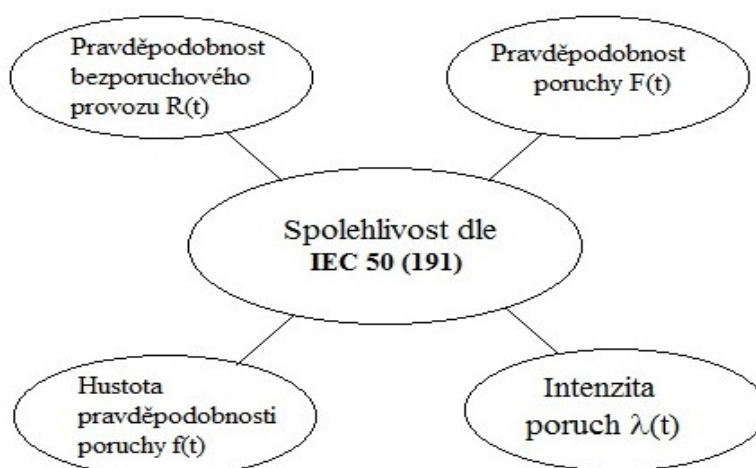 Pravděpodobnost
bezporuchového
provozu R(t)
Pravděpodobnost
poruchy F(t)
Spolehlivost dle
IEC 50 (191)
Hustota
pravděpodobnosti
poruchy f(t)
Intenzita
poruch λ(t)